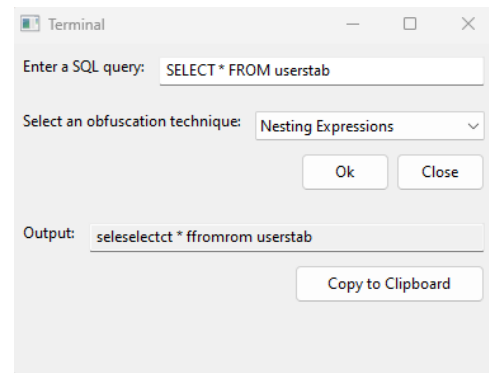 Terminal
Enter a SQL query: SELECT * FROM userstab
Select an obfuscation technique: Nesting Expressions
Ok Close
Output: seleselectct * ffromrom userstab
Copy to Clipboard